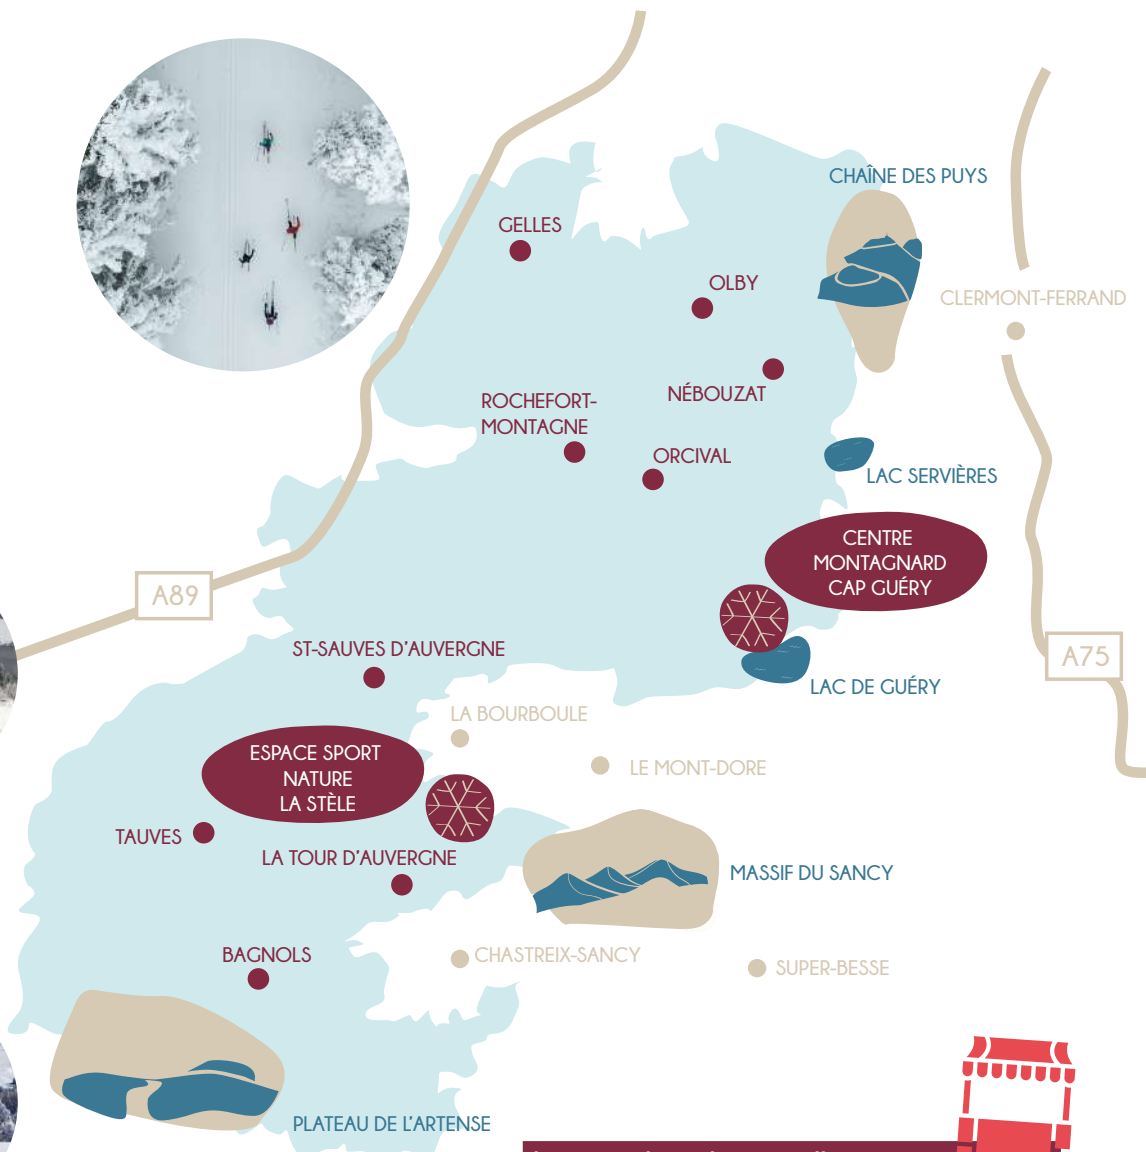 CHAÎNE DES PUYS
GELLES
OLBY
CLERMONT-FERRAND
NÉBOUZAT
ROCHEFORT-
MONTAGNE
ORCIVAL
LAC SERVIÈRES
CENTRE
MONTAGNARD
CAP GUÉRY
A89
ST-SAUVES D'AUVERGNE
A75
LAC DE GUÉRY
LA BOURBOULE
ESPACE SPORT
NATURE
LA STÈLE
LE MONT-DORE
TAUVES
LA TOUR D'AUVERGNE
MASSIF DU SANCY
BAGNOLS
CHASTREIX-SANCY
SUPER-BESSE
PLATEAU DE L'ARTENSE